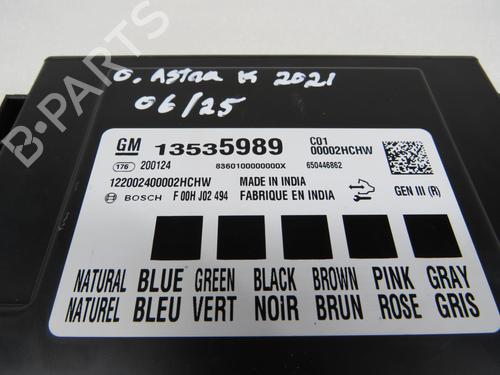 O. Astra K 2021
06/25
GM 13535989 C01
00002HCHW
176 200124 8360100000000X 650446862
122002400002HCHW MADE IN INDIA
BOSCH F 00H J02 494 FABRIQUE EN INDIA GEN III (R)
NATURAL BLUE GREEN BLACK BROWN PINK GRAY
NATUREL BLEU VERT NOIR BRUN ROSE GRIS
B-PARTS